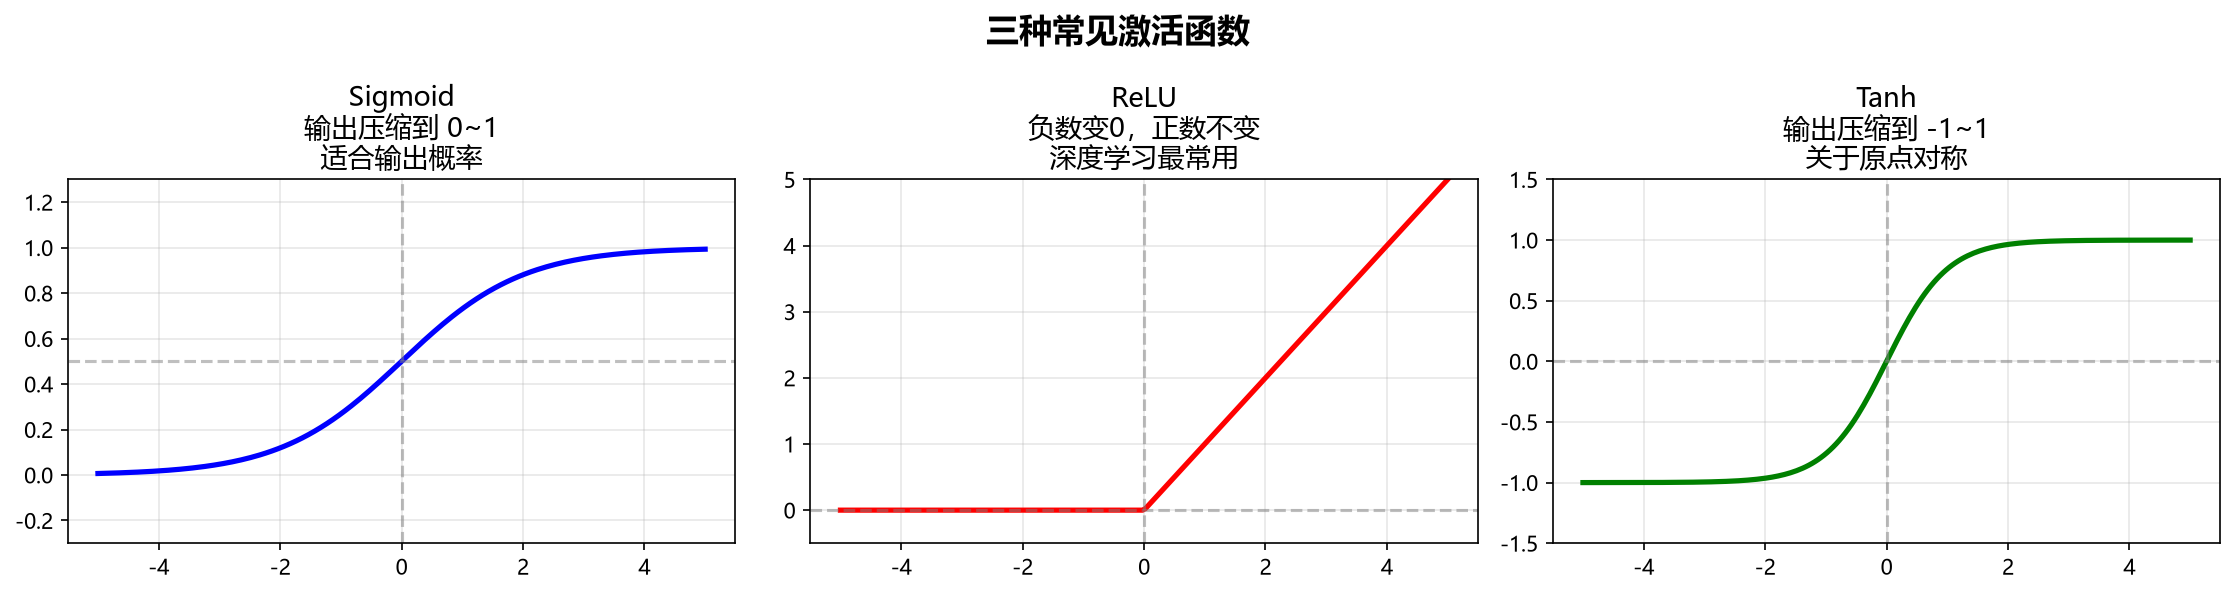 三种常见激活函数
Sigmoid
输出压缩到 0~1
适合输出概率
1.2
1.0
0.8
0.6
0.4
0.2
0.0
-0.2
-4 -2 0 2 4
ReLU
负数变0，正数不变
深度学习最常用
5
4
3
2
1
0
-4 -2 0 2 4
Tanh
输出压缩到 -1~1
关于原点对称
1.5
1.0
0.5
0.0
-0.5
-1.0
-1.5
-4 -2 0 2 4